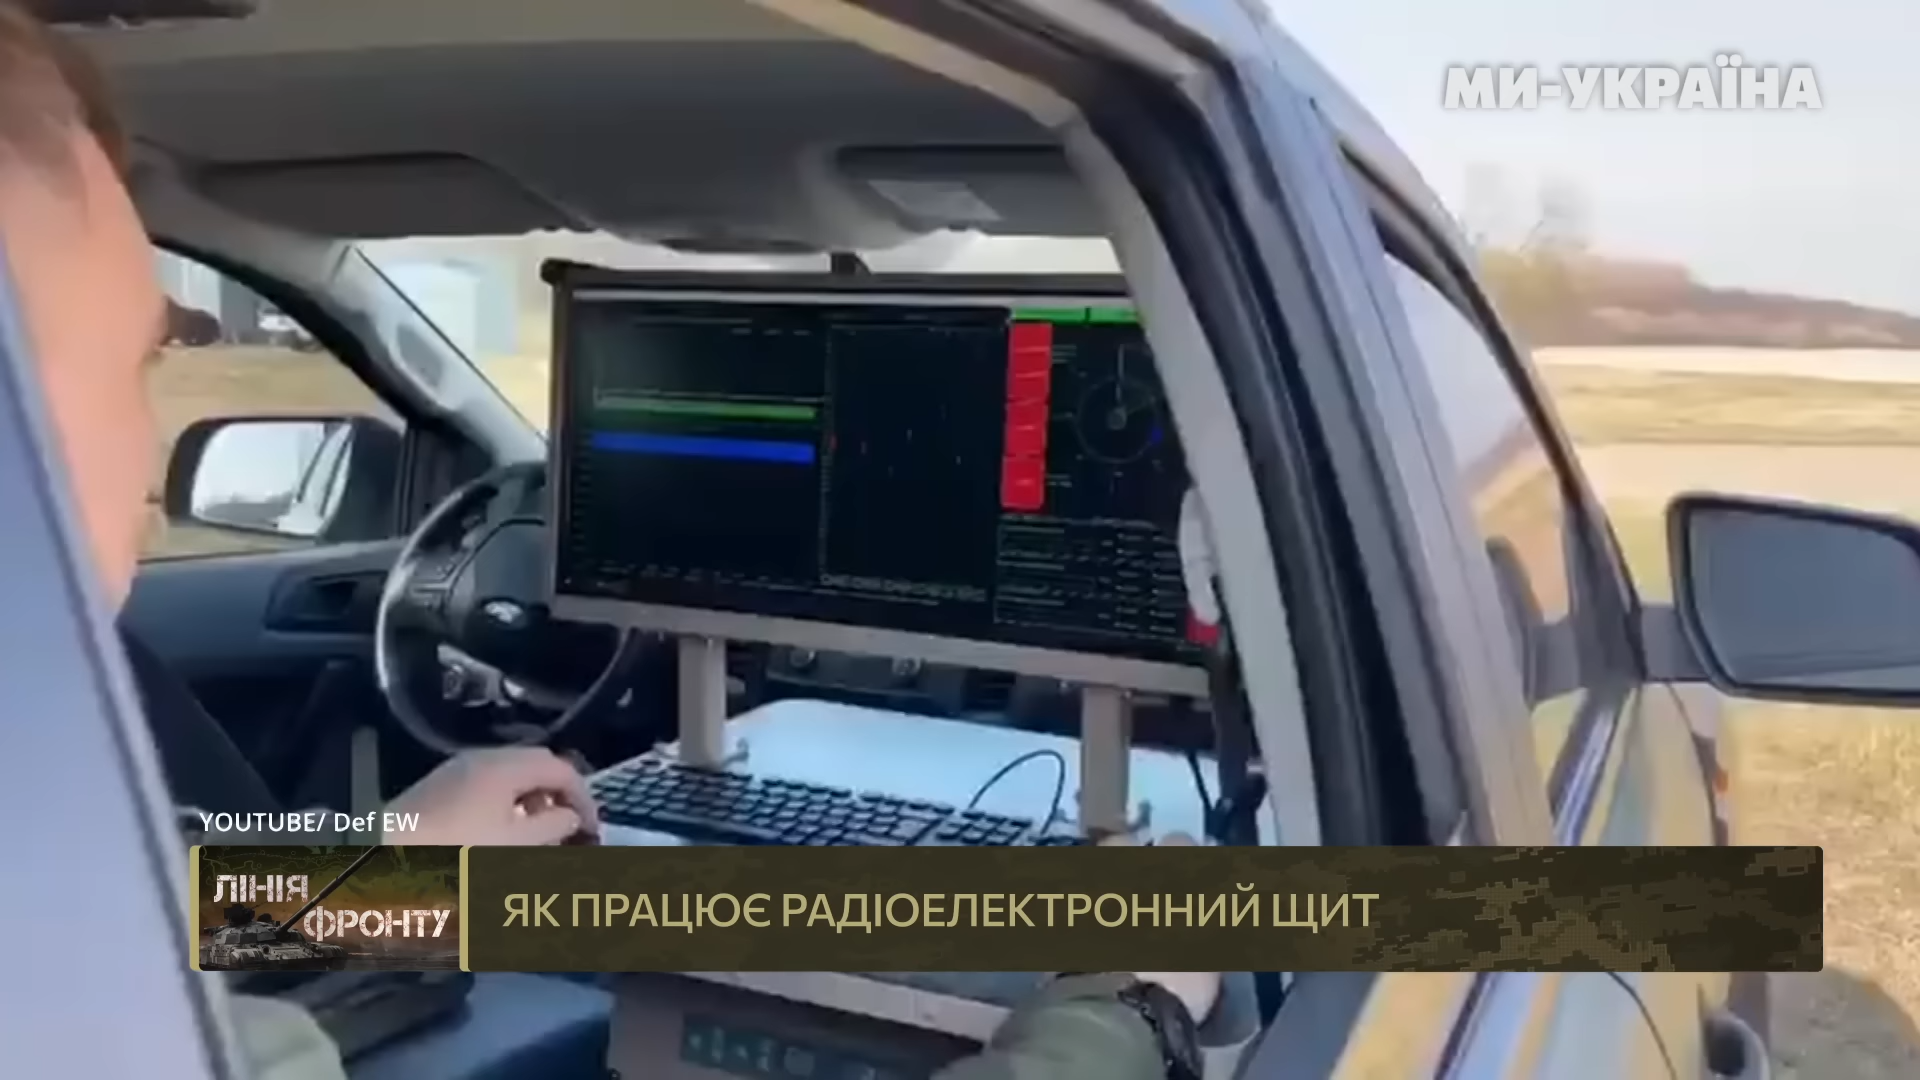 МИ-УКРАЇНА
YOUTUBE/ Def EW
ЛІНІЯ
ФРОНТУ
ЯК ПРАЦЮЄ РАДІОЕЛЕКТРОННИЙ ЩИТ